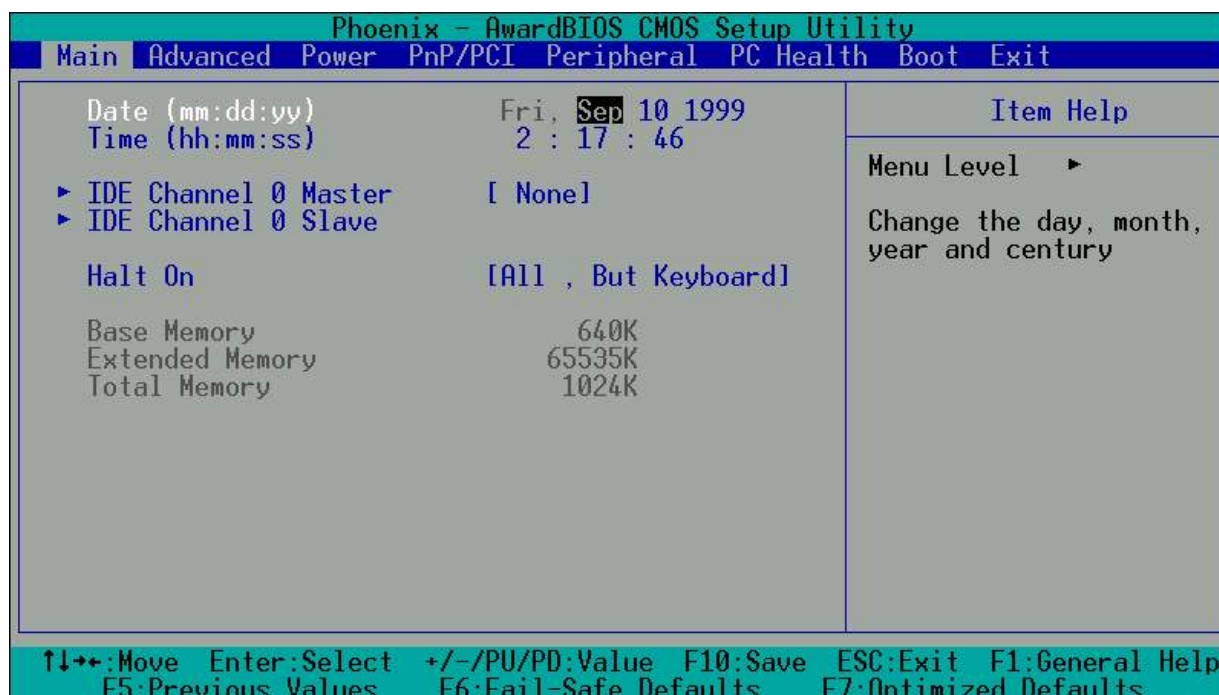 Phoenix - AwardBIOS CMOS Setup Utility
Main Advanced Power PnP/PCI Peripheral PC Health Boot Exit
Date (mm:dd:yy) Fri, Sep 10 1999
Time (hh:mm:ss) 2 : 17 : 46
► IDE Channel 0 Master [ None]
► IDE Channel 0 Slave
Halt On [All , But Keyboard]
Base Memory 640K
Extended Memory 65535K
Total Memory 1024K
Item Help
Menu Level ►
Change the day, month,
year and century
↑↓→←:Move Enter:Select +/-/PU/PD:Value F10:Save ESC:Exit F1:General Help
F5:Previous Values F6:Fail-Safe Defaults F7:Optimized Defaults